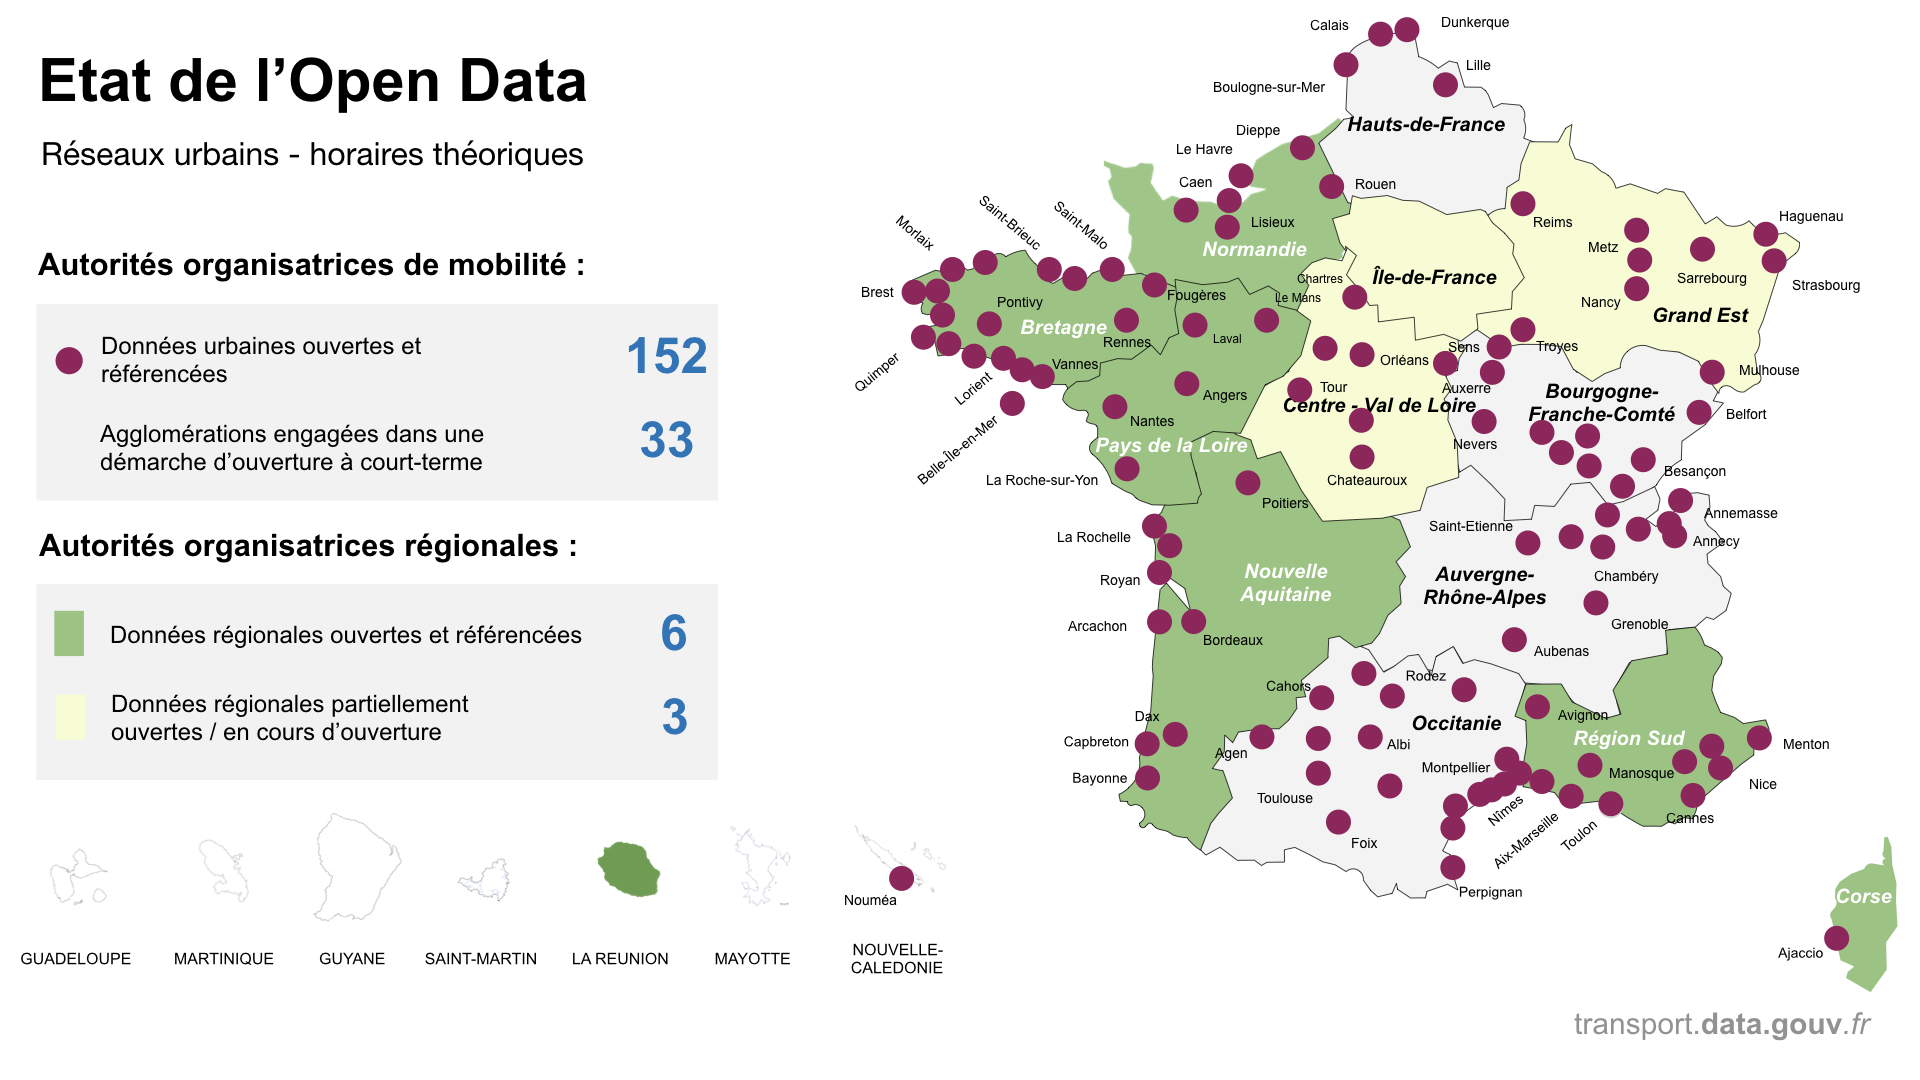 Etat de l’Open Data
Réseaux urbains - horaires théoriques
Autorités organisatrices de mobilité :
Données urbaines ouvertes et
référencées
152
Agglomérations engagées dans une
démarche d’ouverture à court-terme
33
Autorités organisatrices régionales :
Données régionales ouvertes et référencées
6
Données régionales partiellement
ouvertes / en cours d’ouverture
3
GUADELOUPE
MARTINIQUE
GUYANE
SAINT-MARTIN
LA REUNION
MAYOTTE
Nouméa
NOUVELLE-
CALEDONIE
Calais
Dunkerque
Boulogne-sur-Mer
Lille
Hauts-de-France
Dieppe
Le Havre
Caen
Rouen
Lisieux
Normandie
Morlaix
Saint-Brieuc
Saint-Malo
Brest
Pontivy
Bretagne
Fougères
Rennes
Quimper
Lorient
Vannes
Belle-Île-en-Mer
Chartres
Le Mans
Laval
Île-de-France
Reims
Metz
Nancy
Sarrebourg
Haguenau
Strasbourg
Grand Est
Troyes
Mulhouse
Sens
Orléans
Auxerre
Tour
Centre - Val de Loire
Angers
Nantes
Pays de la Loire
La Roche-sur-Yon
Bourgogne-
Franche-Comté
Belfort
Nevers
Besançon
Chateauroux
Poitiers
La Rochelle
Royan
Nouvelle
Aquitaine
Arcachon
Bordeaux
Saint-Etienne
Annemasse
Annecy
Chambéry
Auvergne-
Rhône-Alpes
Grenoble
Aubenas
Cahors
Rodez
Occitanie
Dax
Capbreton
Bayonne
Agen
Albi
Toulouse
Montpellier
Nîmes
Foix
Perpignan
Avignon
Région Sud
Manosque
Menton
Nice
Cannes
Aix-Marseille
Toulon
Corse
Ajaccio
transport.data.gouv.fr